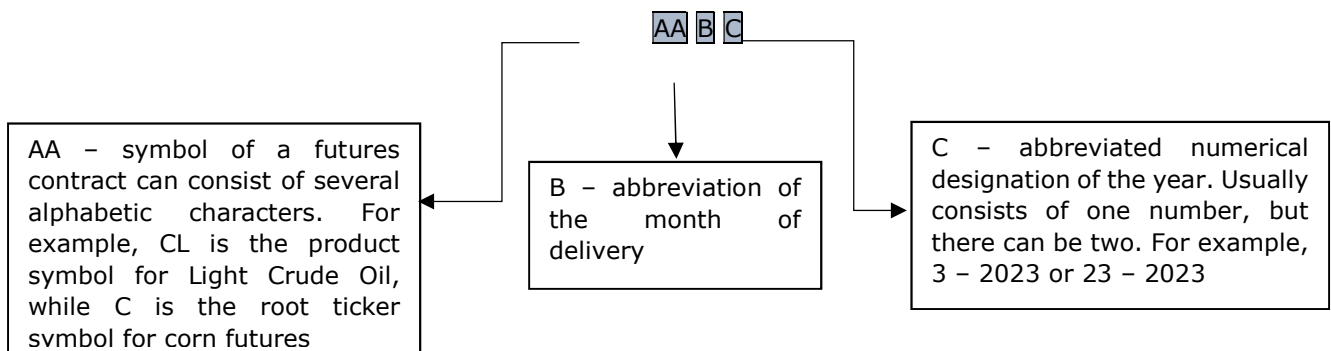 AA B C
AA – symbol of a futures
contract can consist of several
alphabetic characters. For
example, CL is the product
symbol for Light Crude Oil,
while C is the root ticker
symbol for corn futures
B – abbreviation of
the month of
delivery
C – abbreviated numerical
designation of the year. Usually
consists of one number, but
there can be two. For example,
3 – 2023 or 23 – 2023